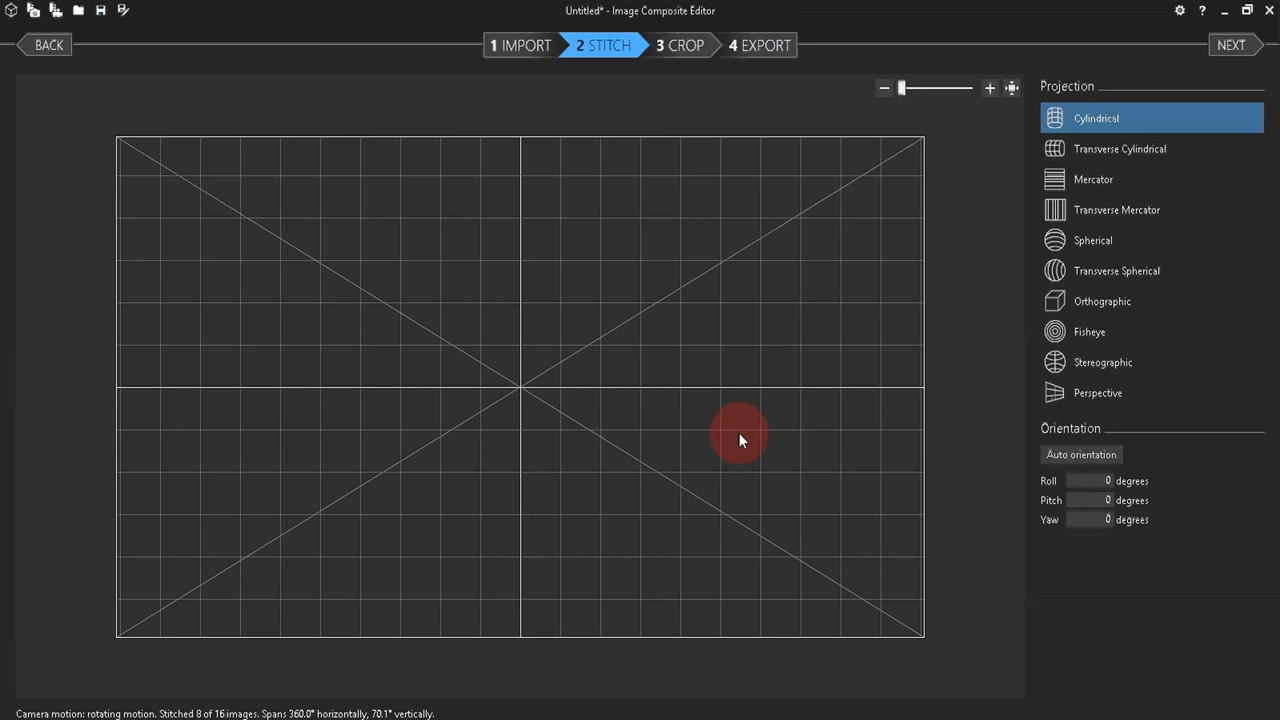 Untitled* - Image Composite Editor
BACK
1 IMPORT
2 STITCH
3 CROP
4 EXPORT
NEXT
Projection
Cylindrical
Transverse Cylindrical
Mercator
Transverse Mercator
Spherical
Transverse Spherical
Orthographic
Fisheye
Stereographic
Perspective
Orientation
Auto orientation
Roll 0 degrees
Pitch 0 degrees
Yaw 0 degrees
Camera motion: rotating motion. Stitched 8 of 16 images. Spans 360.0° horizontally, 70.1° vertically.